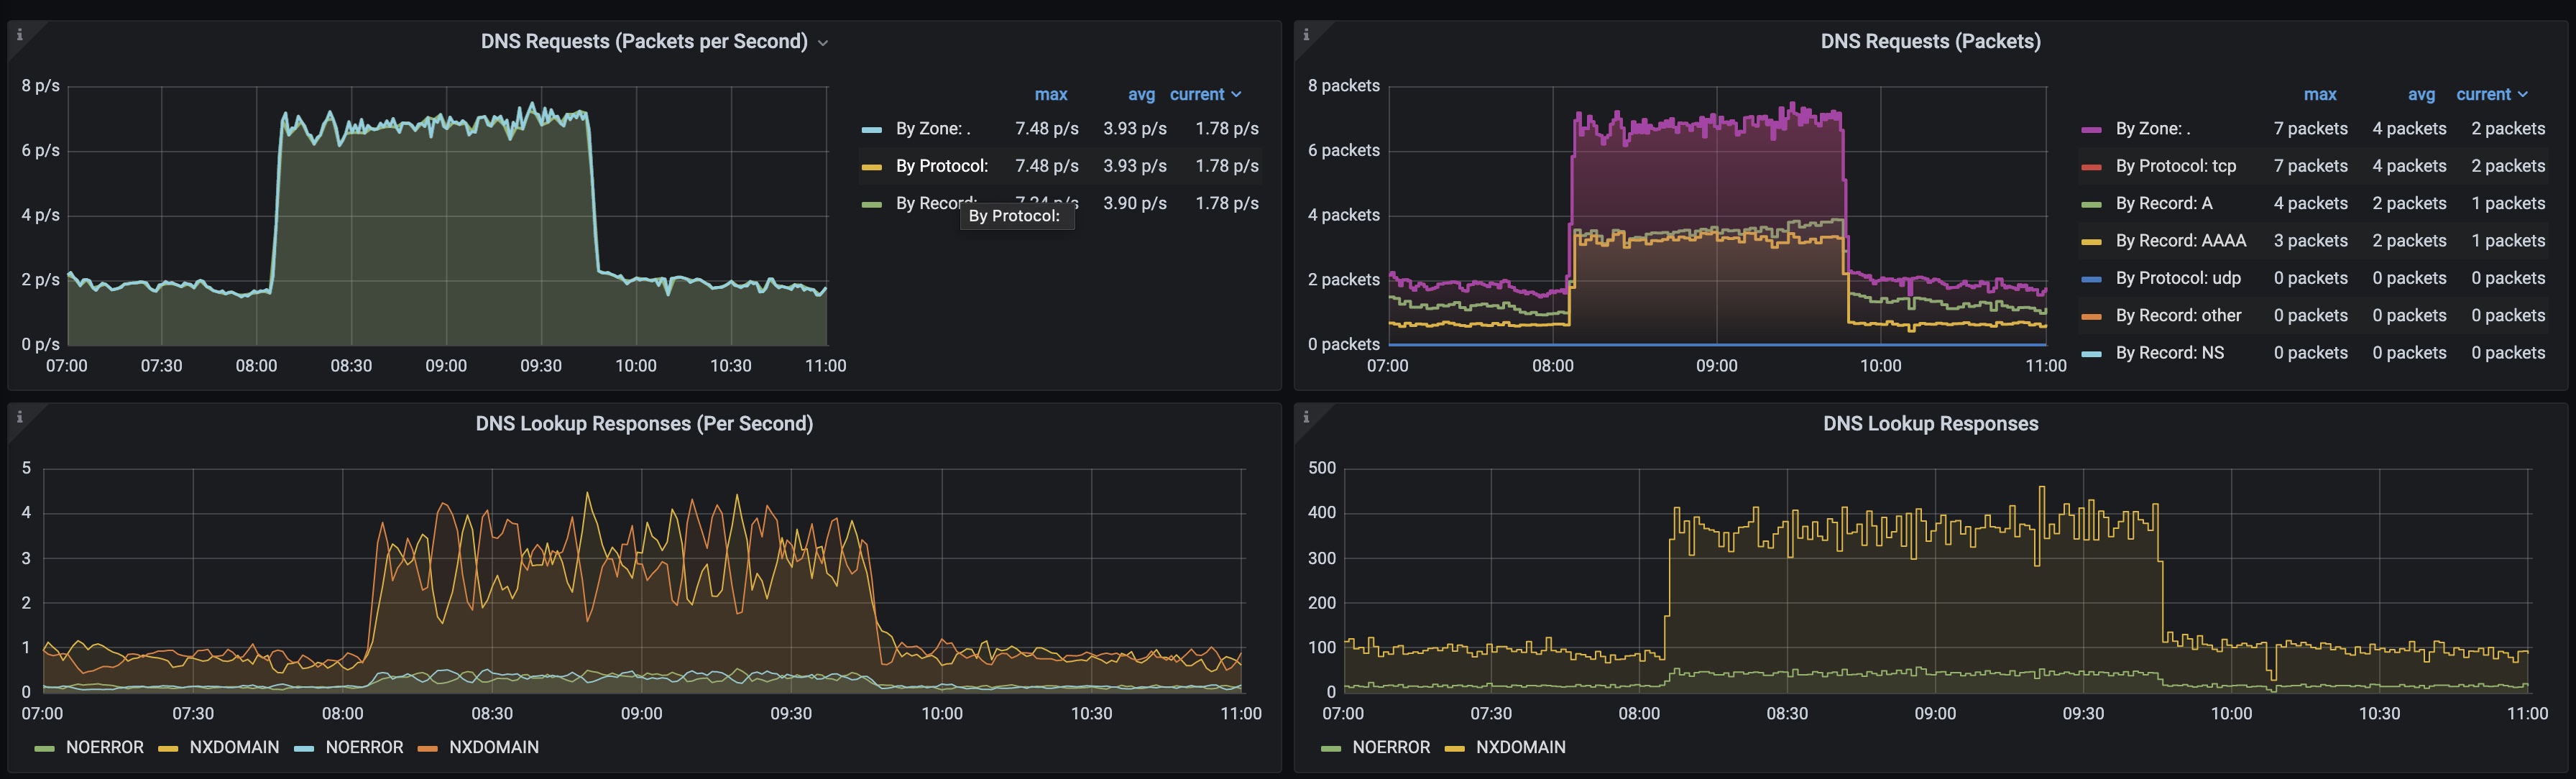 DNS Requests (Packets per Second)
8 p/s
6 p/s
4 p/s
2 p/s
0 p/s
07:00 07:30 08:00 08:30 09:00 09:30 10:00 10:30 11:00
max avg current
By Zone: . 7.48 p/s 3.93 p/s 1.78 p/s
By Protocol: 7.48 p/s 3.93 p/s 1.78 p/s
By Record: 7.24 p/s 3.90 p/s 1.78 p/s
By Protocol:
DNS Requests (Packets)
8 packets
6 packets
4 packets
2 packets
0 packets
07:00 08:00 09:00 10:00 11:00
max avg current
By Zone: . 7 packets 4 packets 2 packets
By Protocol: tcp 7 packets 4 packets 2 packets
By Record: A 4 packets 2 packets 1 packets
By Record: AAAA 3 packets 2 packets 1 packets
By Protocol: udp 0 packets 0 packets 0 packets
By Record: other 0 packets 0 packets 0 packets
By Record: NS 0 packets 0 packets 0 packets
DNS Lookup Responses (Per Second)
5
4
3
2
1
0
07:00 07:30 08:00 08:30 09:00 09:30 10:00 10:30 11:00
NOERROR NXDOMAIN NOERROR NXDOMAIN
DNS Lookup Responses
500
400
300
200
100
0
07:00 07:30 08:00 08:30 09:00 09:30 10:00 10:30 11:00
NOERROR NXDOMAIN